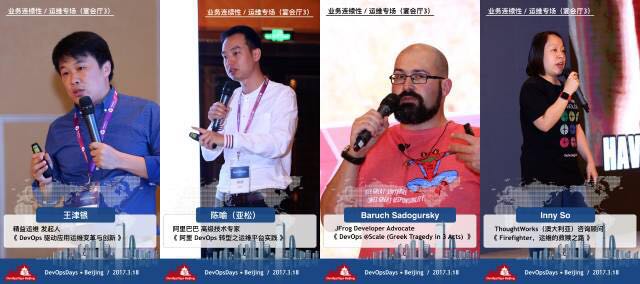 业务连续性 / 运维专场（宴会厅3）
王津银
精益运维 发起人
《 DevOps 驱动应用运维变革与创新 》
DevOpsDays • Beijing / 2017.3.18
业务连续性 / 运维专场（宴会厅3）
陈喻（亚松）
阿里巴巴 高级技术专家
《 阿里 DevOps 转型之运维平台实践 》
DevOpsDays • Beijing / 2017.3.18
业务连续性 / 运维专场（宴会厅3）
Baruch Sadogursky
JFrog Developer Advocate
《 DevOps @Scale (Greek Tragedy in 3 Acts) 》
DevOpsDays • Beijing / 2017.3.18
业务连续性 / 运维专场（宴会厅3）
HAV
Inny So
ThoughtWorks（澳大利亚）咨询顾问
《 Firefighter，运维的救赎之路 》
DevOpsDays • Beijing / 2017.3.18